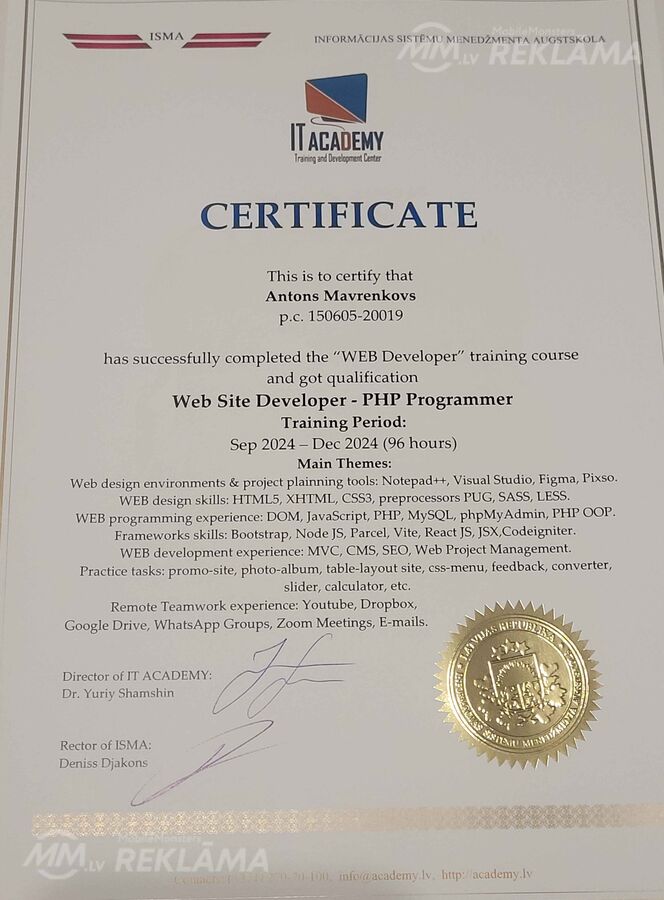 ISMA
INFORMĀCIJAS SISTĒMU MENEDŽMENTA AUGSTSKOLA
MobileMonsters
MM.LV REKLĀMA
IT ACADEMY
Training and Development Center
CERTIFICATE
This is to certify that
Antons Mavrenkovs
p.c. 150605-20019
has successfully completed the “WEB Developer” training course
and got qualification
Web Site Developer - PHP Programmer
Training Period:
Sep 2024 – Dec 2024 (96 hours)
Main Themes:
Web design environments & project plainning tools: Notepad++, Visual Studio, Figma, Pixso.
WEB design skills: HTML5, XHTML, CSS3, preprocessors PUG, SASS, LESS.
WEB programming experience: DOM, JavaScript, PHP, MySQL, phpMyAdmin, PHP OOP.
Frameworks skills: Bootstrap, Node JS, Parcel, Vite, React JS, JSX,Codeigniter.
WEB development experience: MVC, CMS, SEO, Web Project Management.
Practice tasks: promo-site, photo-album, table-layout site, css-menu, feedback, converter,
slider, calculator, etc.
Remote Teamwork experience: Youtube, Dropbox,
Google Drive, WhatsApp Groups, Zoom Meetings, E-mails.
LATVIJAS REPUBLIKA
SISTĒMU MENEDŽMENTA
Director of IT ACADEMY:
Dr. Yuriy Shamshin
Rector of ISMA:
Deniss Djakons
MobileMonsters
MM.LV REKLĀMA
info@academy.lv, http://academy.lv